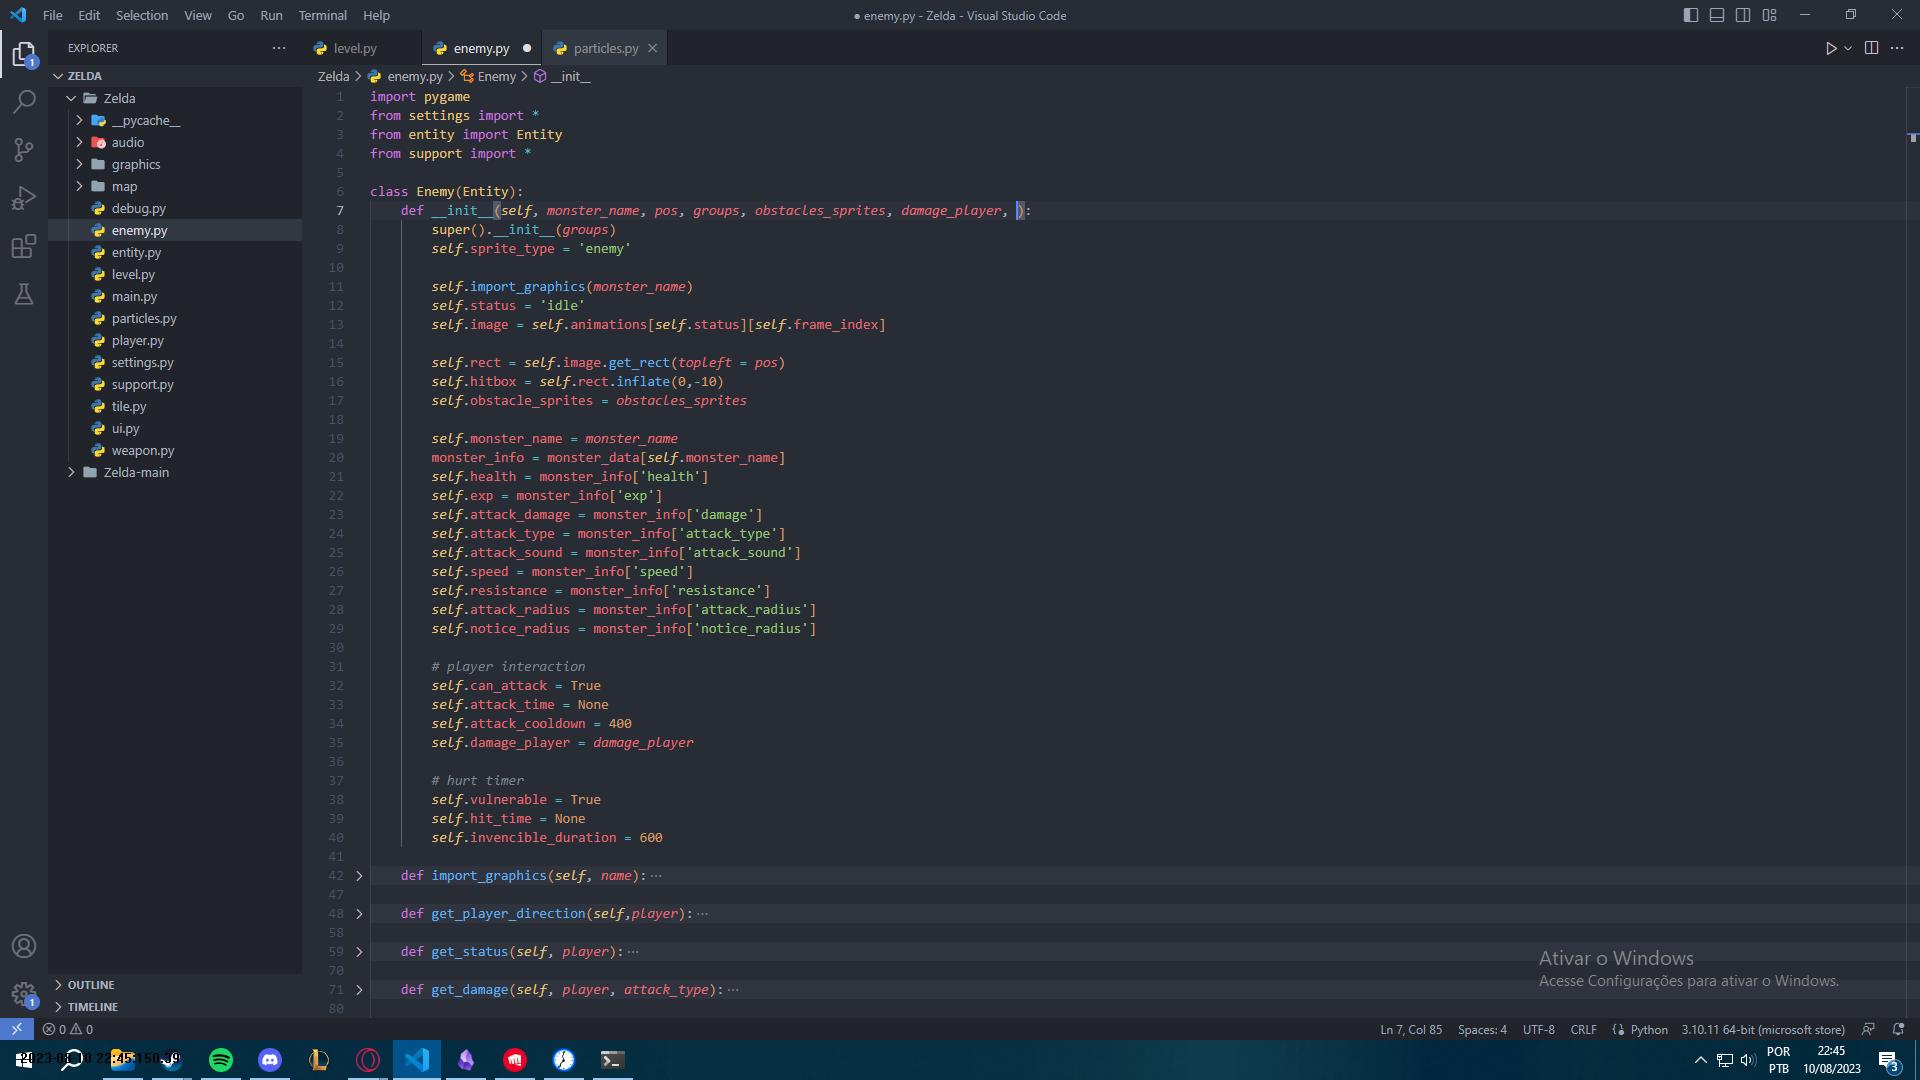 File Edit Selection View Go Run Terminal Help
● enemy.py - Zelda - Visual Studio Code
EXPLORER
level.py
enemy.py
particles.py
ZELDA
Zelda > enemy.py > Enemy > __init__
Zelda
__pycache__
audio
graphics
map
debug.py
enemy.py
entity.py
level.py
main.py
particles.py
player.py
settings.py
support.py
tile.py
ui.py
weapon.py
Zelda-main
OUTLINE
TIMELINE
1 import pygame
2 from settings import *
3 from entity import Entity
4 from support import *
5
6 class Enemy(Entity):
7 def __init__(self, monster_name, pos, groups, obstacles_sprites, damage_player, ):
8 super().__init__(groups)
9 self.sprite_type = 'enemy'
10
11 self.import_graphics(monster_name)
12 self.status = 'idle'
13 self.image = self.animations[self.status][self.frame_index]
14
15 self.rect = self.image.get_rect(topleft = pos)
16 self.hitbox = self.rect.inflate(0,-10)
17 self.obstacle_sprites = obstacles_sprites
18
19 self.monster_name = monster_name
20 monster_info = monster_data[self.monster_name]
21 self.health = monster_info['health']
22 self.exp = monster_info['exp']
23 self.attack_damage = monster_info['damage']
24 self.attack_type = monster_info['attack_type']
25 self.attack_sound = monster_info['attack_sound']
26 self.speed = monster_info['speed']
27 self.resistance = monster_info['resistance']
28 self.attack_radius = monster_info['attack_radius']
29 self.notice_radius = monster_info['notice_radius']
30
31 # player interaction
32 self.can_attack = True
33 self.attack_time = None
34 self.attack_cooldown = 400
35 self.damage_player = damage_player
36
37 # hurt timer
38 self.vulnerable = True
39 self.hit_time = None
40 self.invencible_duration = 600
41
42 def import_graphics(self, name):···
47
48 def get_player_direction(self,player):···
58
59 def get_status(self, player):···
70
71 def get_damage(self, player, attack_type):···
80
Ativar o Windows
Acesse Configurações para ativar o Windows.
1
1
0 0
Ln 7, Col 85 Spaces: 4 UTF-8 CRLF Python 3.10.11 64-bit (microsoft store)
POR
PTB
22:45
10/08/2023
3